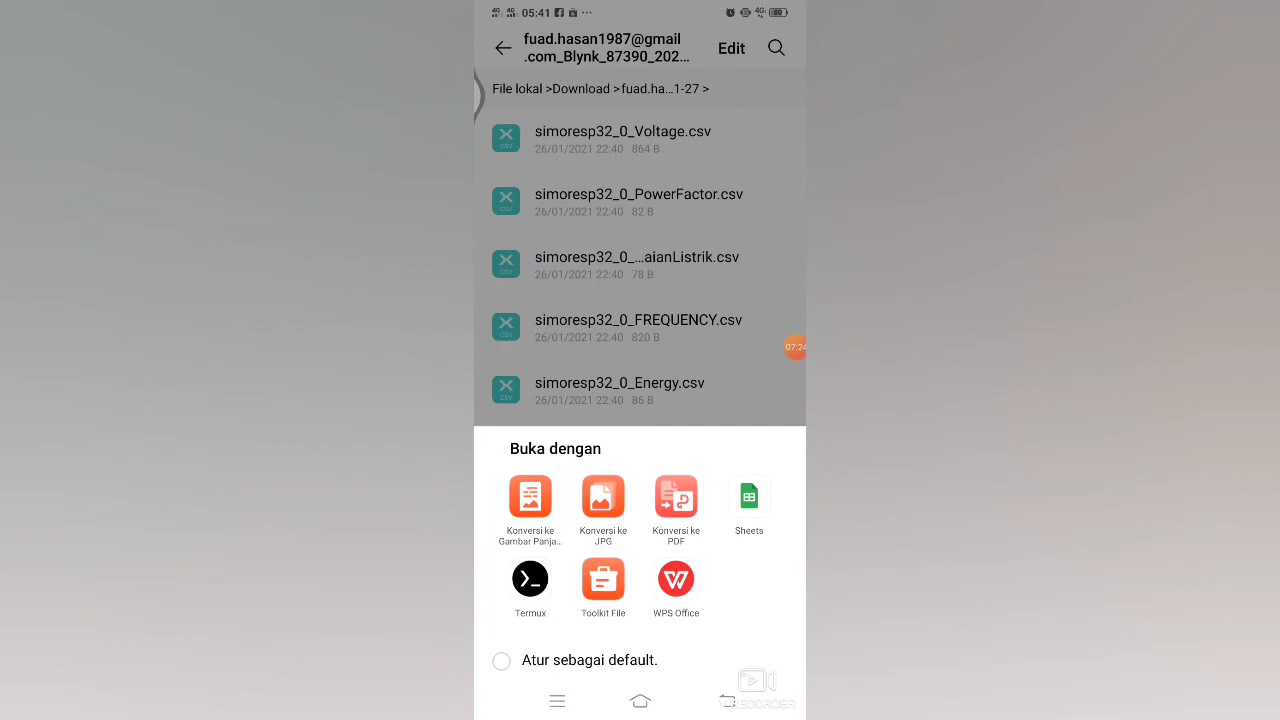 05:41
80
fuad.hasan1987@gmail
.com_Blynk_87390_202...
Edit
File lokal >Download >fuad.ha...1-27 >
simoresp32_0_Voltage.csv
26/01/2021 22:40 864 B
simoresp32_0_PowerFactor.csv
26/01/2021 22:40 82 B
simoresp32_0_...aianListrik.csv
26/01/2021 22:40 78 B
simoresp32_0_FREQUENCY.csv
26/01/2021 22:40 820 B
07:24
simoresp32_0_Energy.csv
26/01/2021 22:40 86 B
Buka dengan
Konversi ke
Gambar Panja...
Konversi ke
JPG
Konversi ke
PDF
Sheets
Termux
Toolkit File
WPS Office
Atur sebagai default.